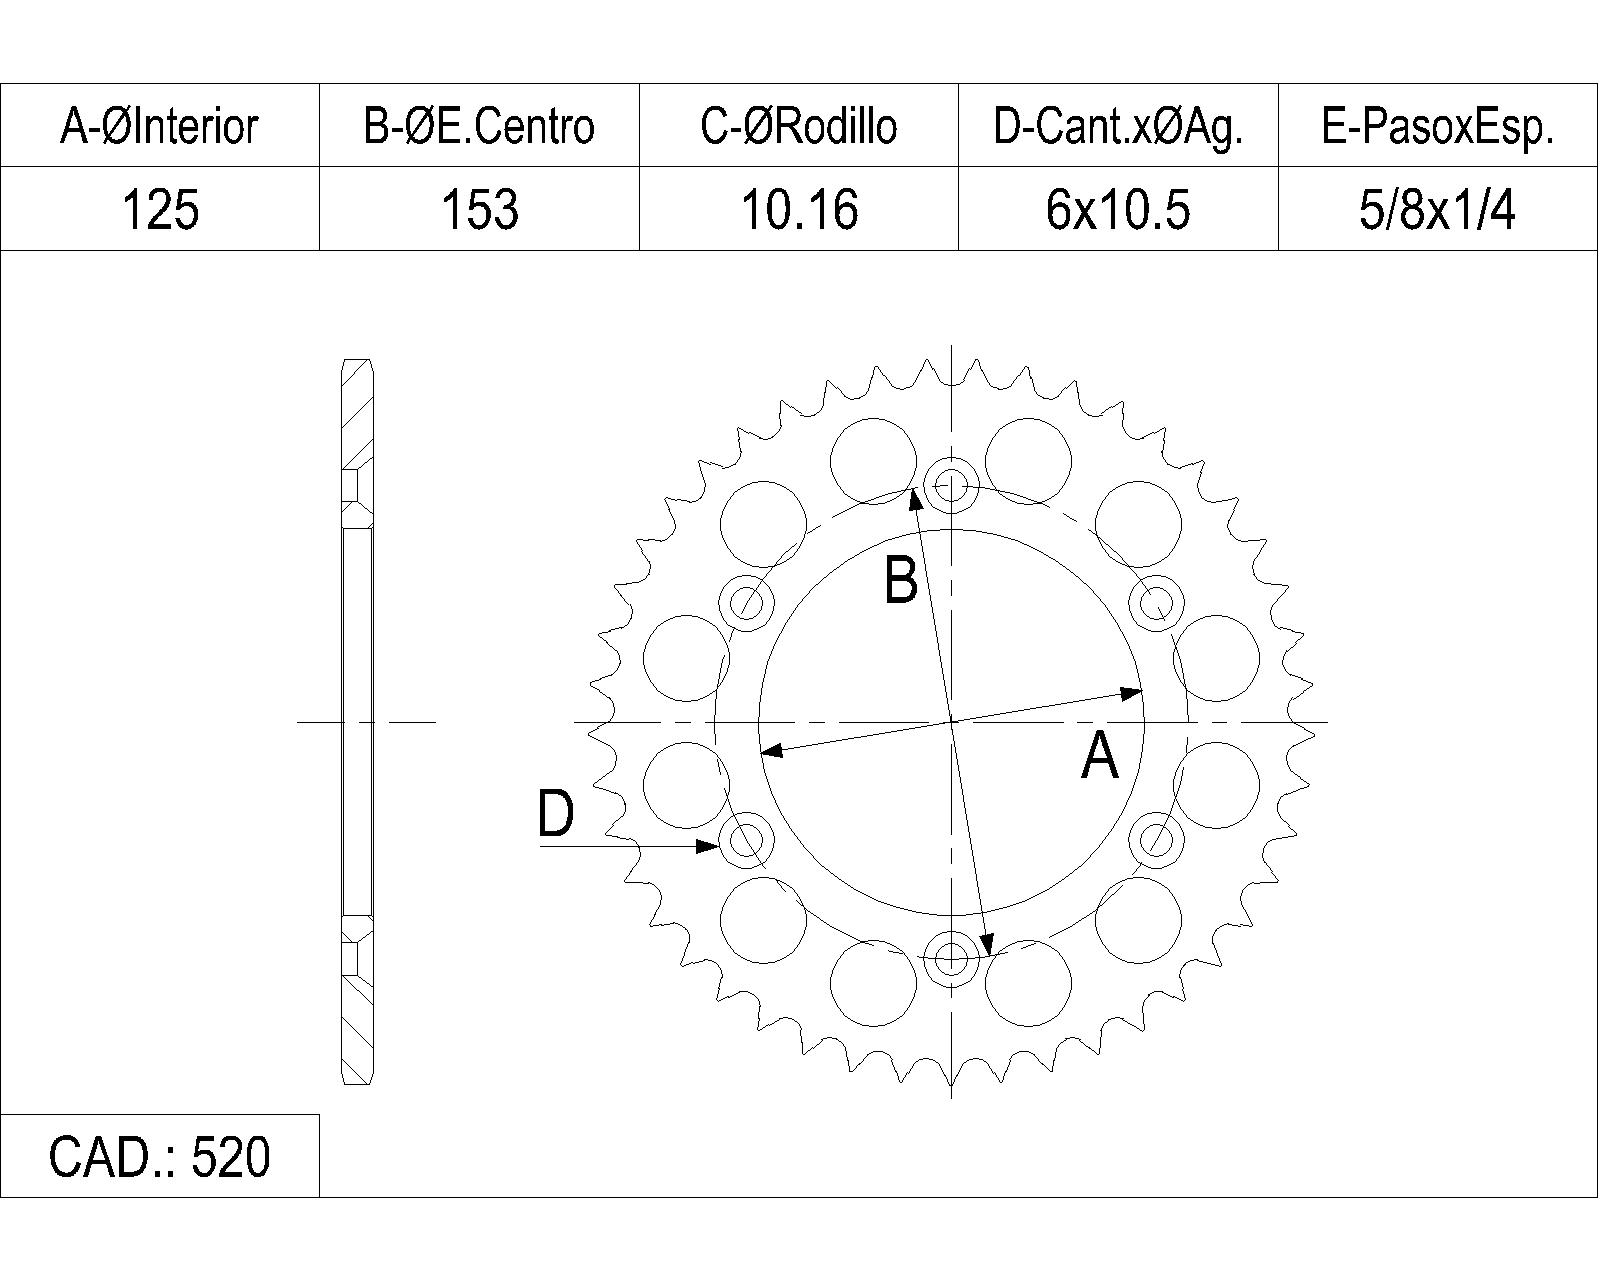 A-ØInterior B-ØE.Centro C-ØRodillo D-Cant.xØAg. E-PasoxEsp.
125 153 10.16 6x10.5 5/8x1/4
B
A
D
CAD.: 520